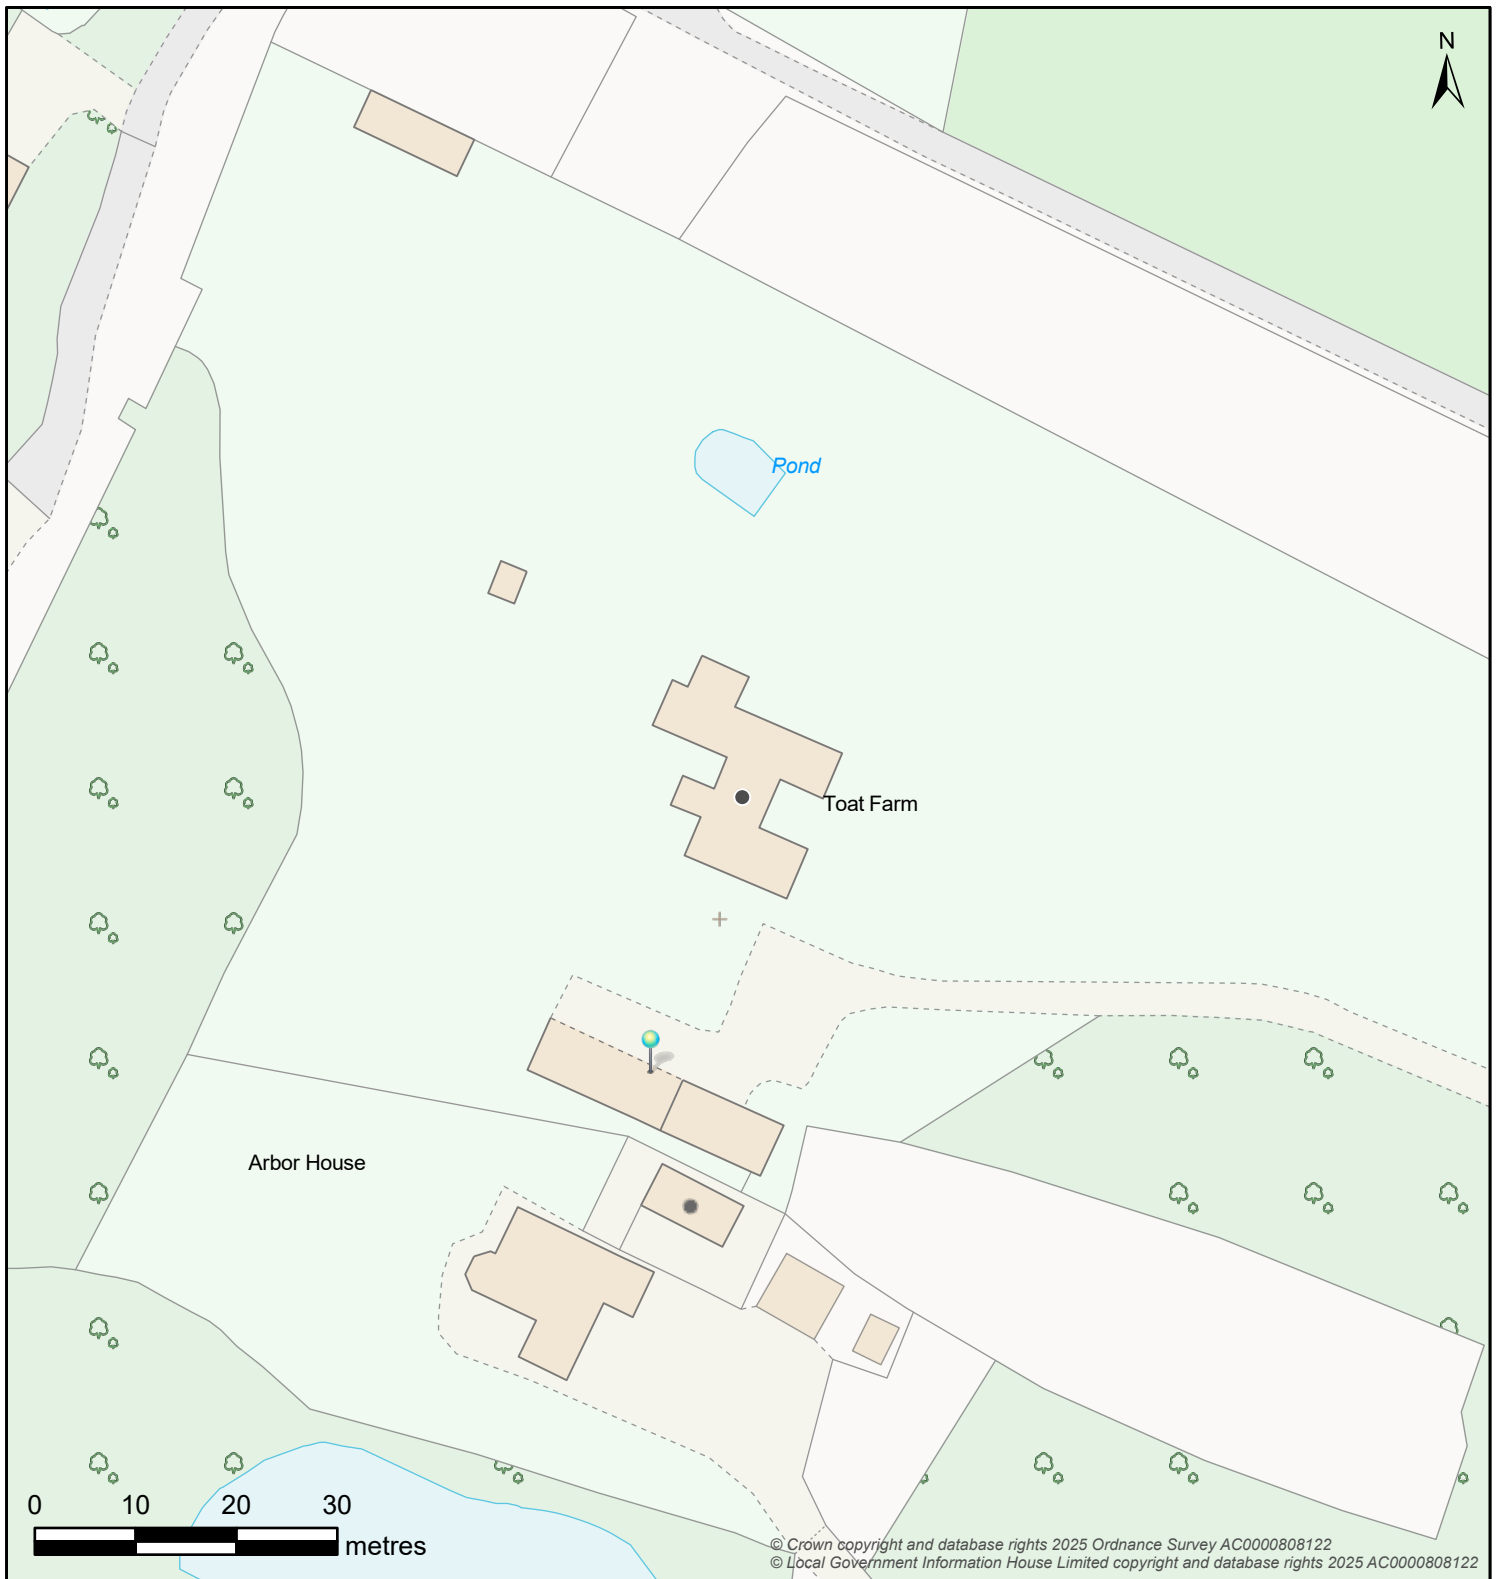 N
Pond
Toat Farm
Arbor House
0 10 20 30
metres
© Crown copyright and database rights 2025 Ordnance Survey AC0000808122
© Local Government Information House Limited copyright and database rights 2025 AC0000808122